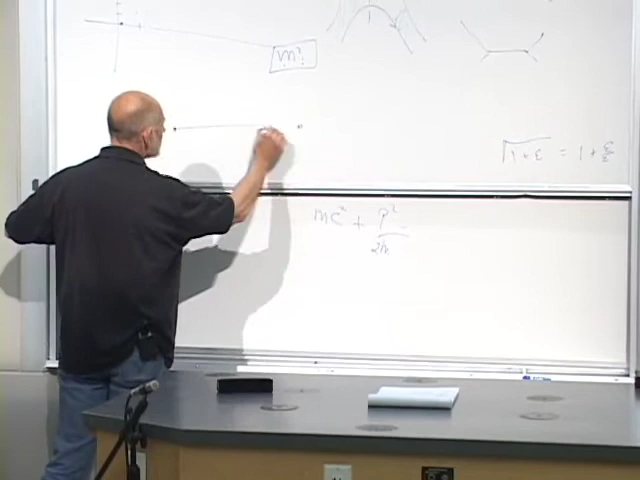 m²
√1+ε = 1 + ε/2
mc² + p²/2m